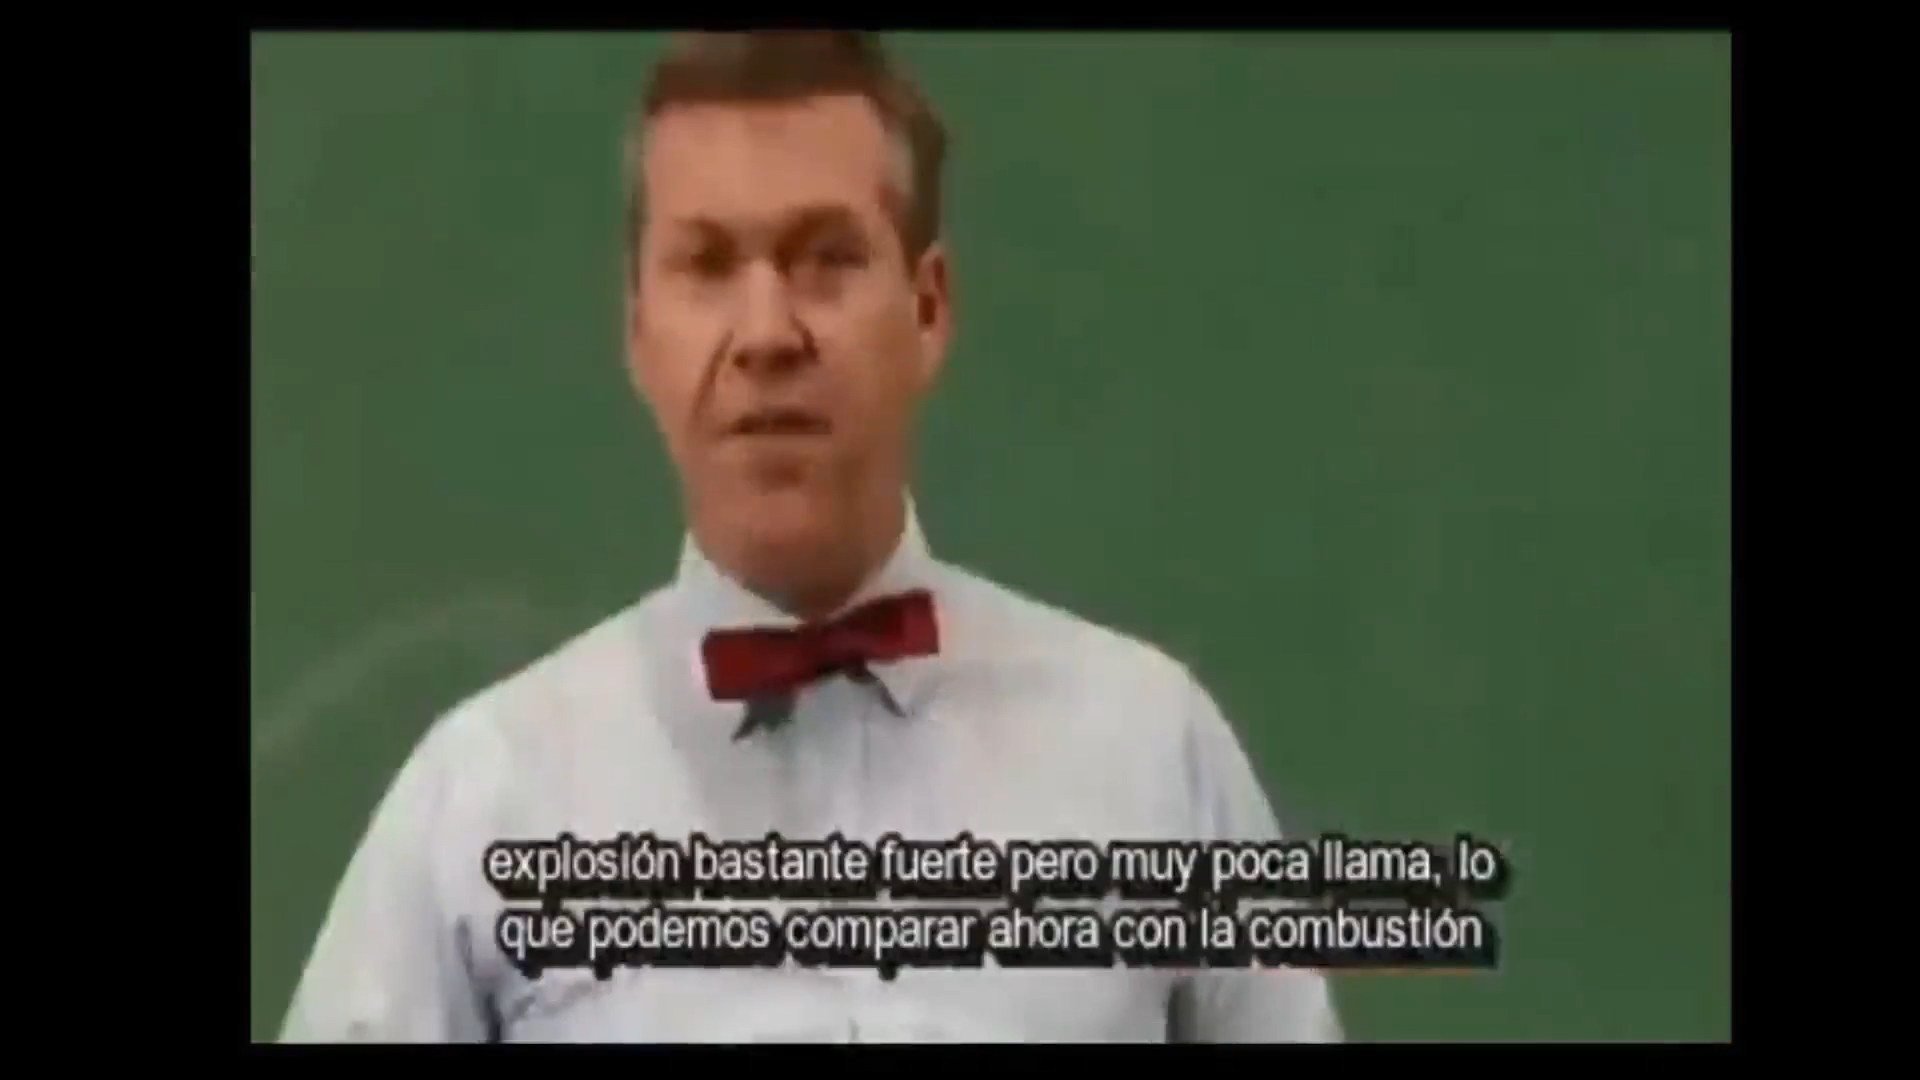 explosión bastante fuerte pero muy poca llama, lo
que podemos comparar ahora con la combustión